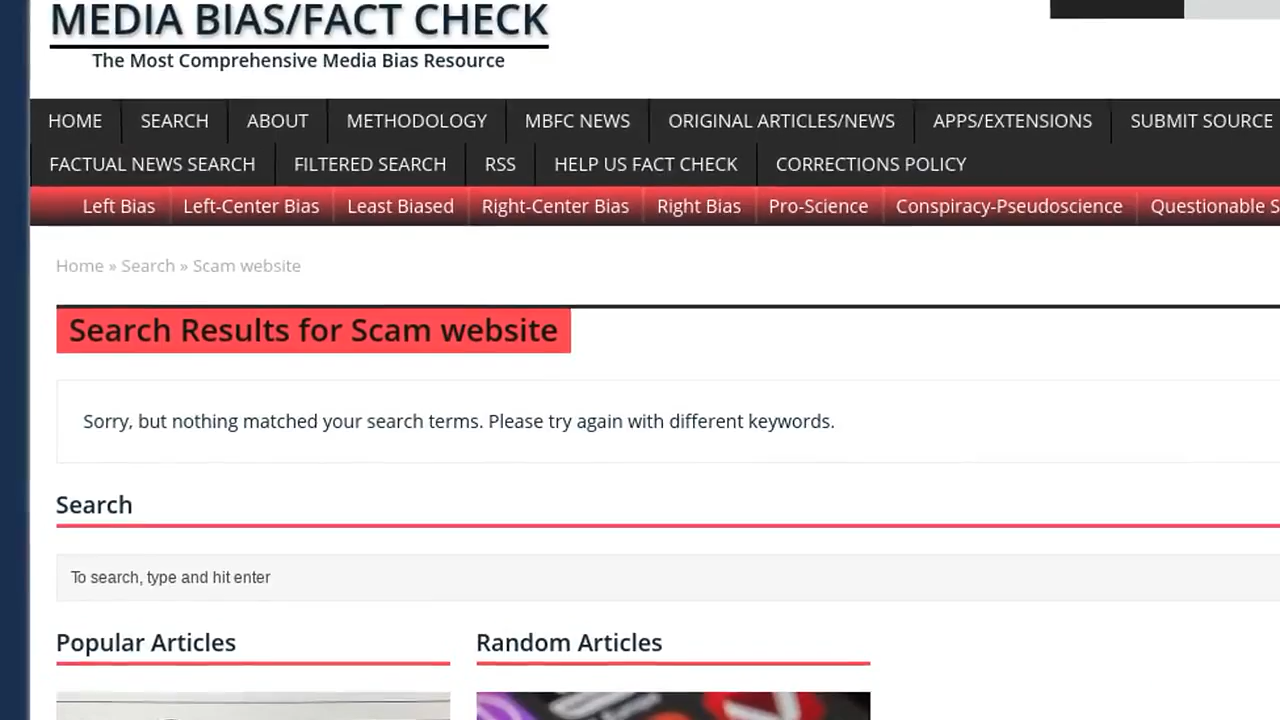 MEDIA BIAS/FACT CHECK
The Most Comprehensive Media Bias Resource
HOME SEARCH ABOUT METHODOLOGY MBFC NEWS ORIGINAL ARTICLES/NEWS APPS/EXTENSIONS SUBMIT SOURCE
FACTUAL NEWS SEARCH FILTERED SEARCH RSS HELP US FACT CHECK CORRECTIONS POLICY
Left Bias Left-Center Bias Least Biased Right-Center Bias Right Bias Pro-Science Conspiracy-Pseudoscience Questionable S
Home » Search » Scam website
Search Results for Scam website
Sorry, but nothing matched your search terms. Please try again with different keywords.
Search
To search, type and hit enter
Popular Articles Random Articles